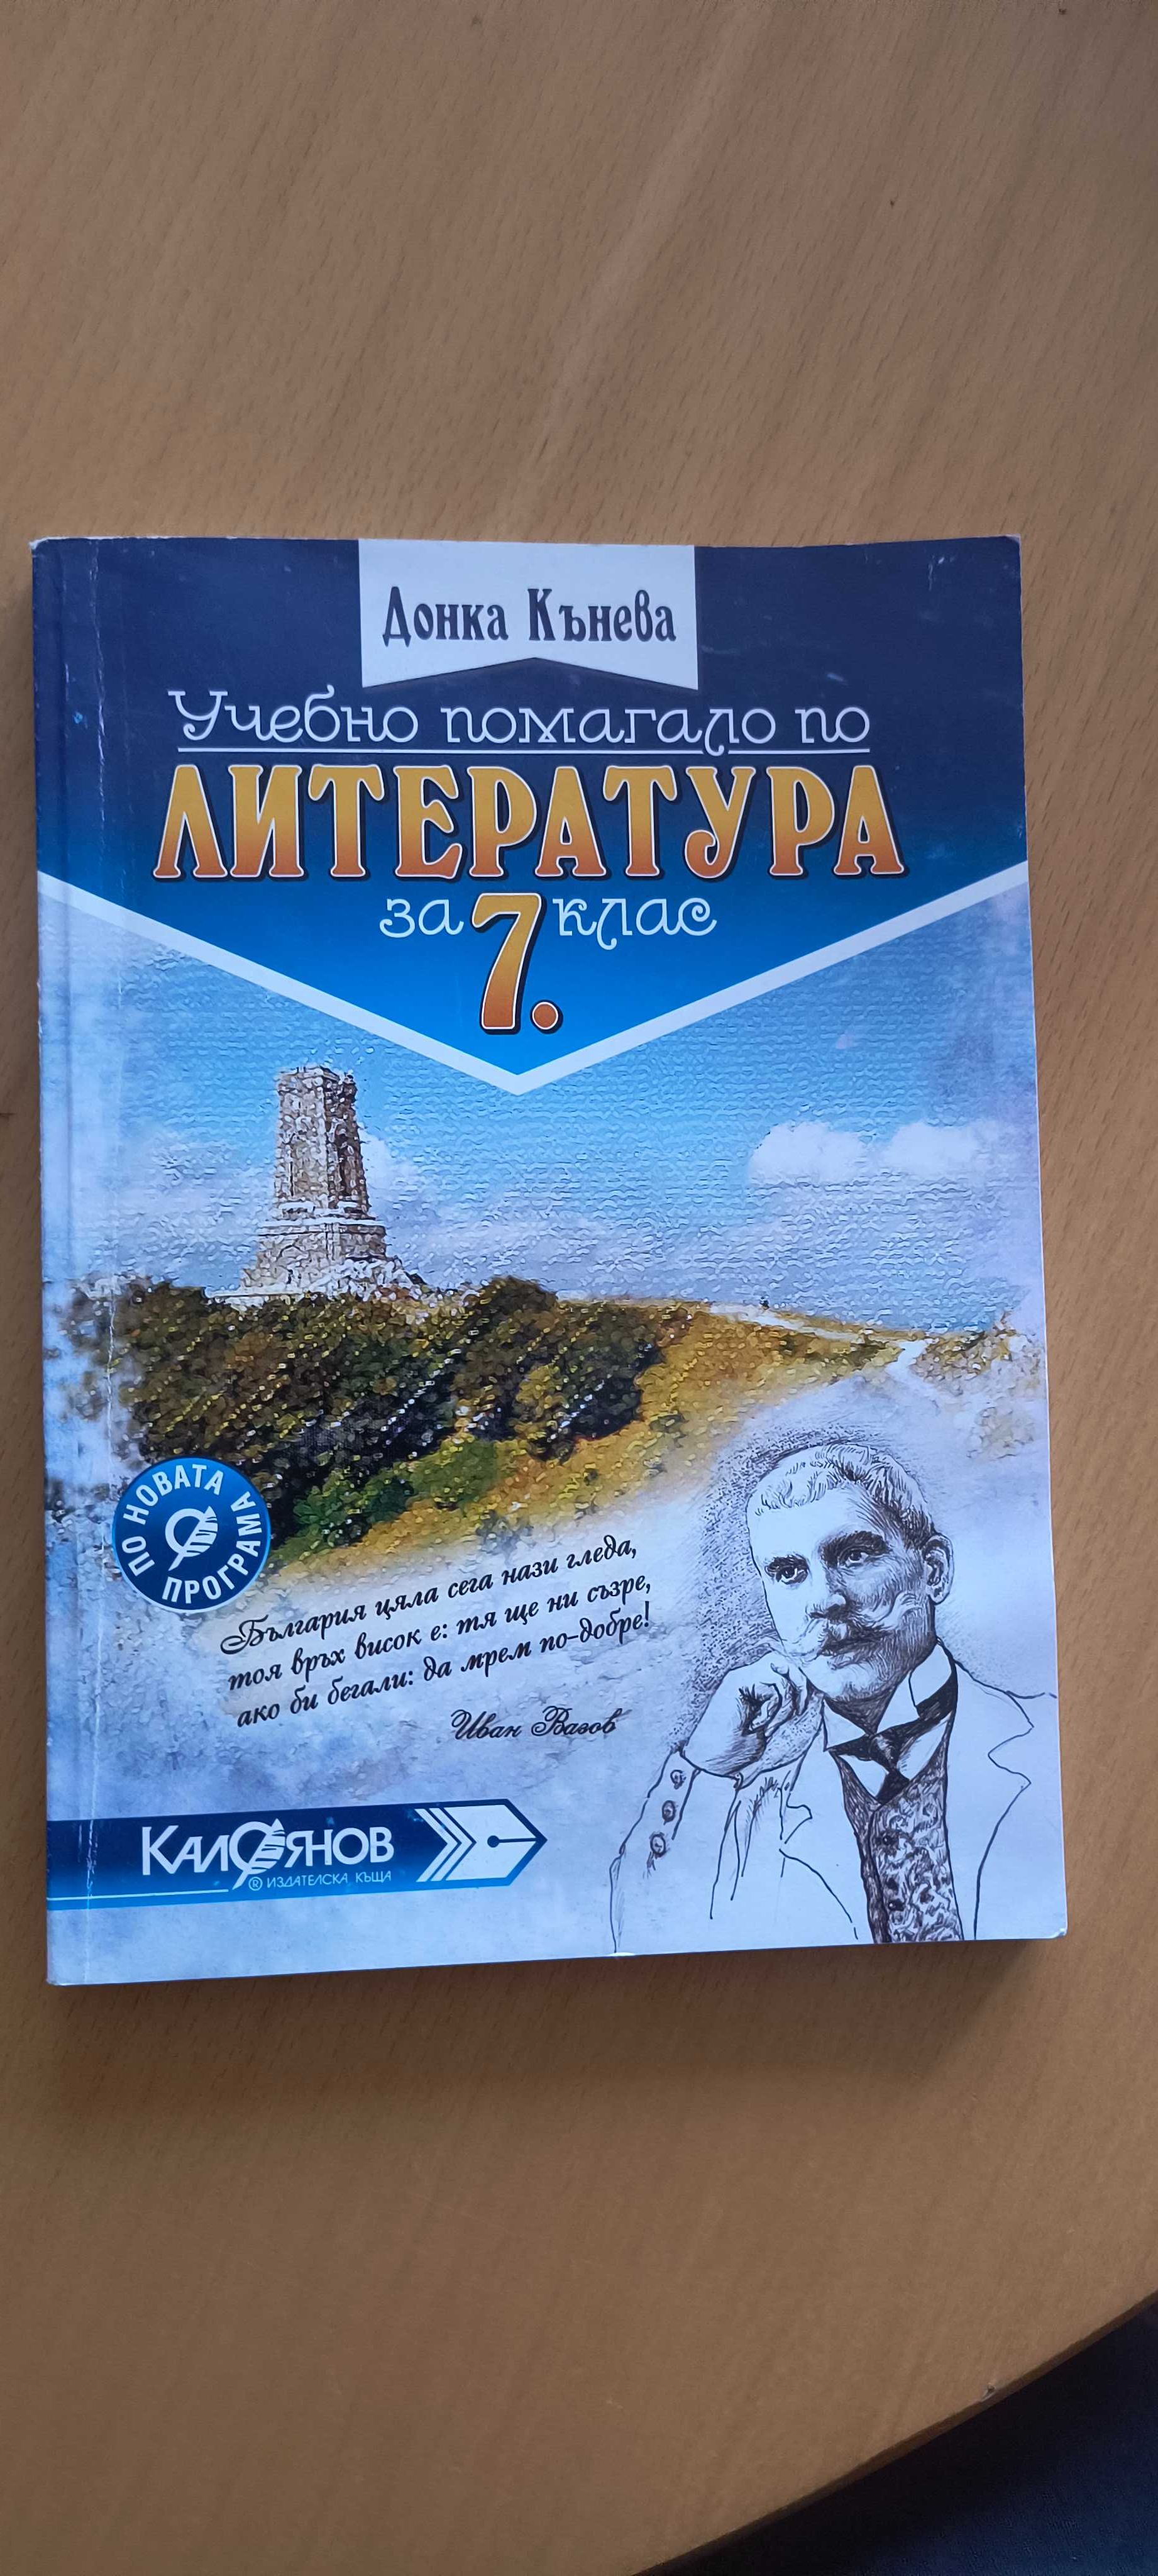 Донка Кънева
Учебно помагало по
ЛИТЕРАТУРА
за 7. клас
ПО НОВАТА ПРОГРАМА
България цяла сега нази гледа,
тоя връх висок е: тя ще ни съзре,
ако би бегали: да мрем по-добре!
Иван Вазов
КАЛОЯНОВ
® ИЗДАТЕЛСКА КЪЩА